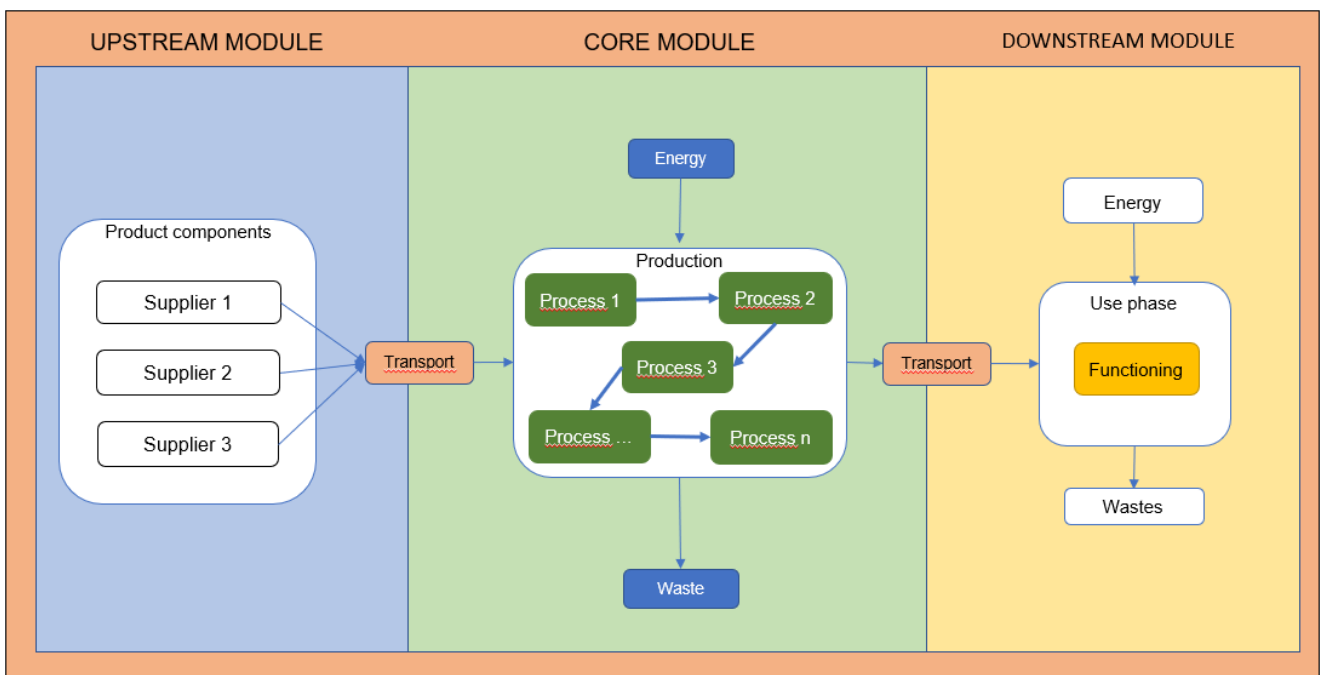 UPSTREAM MODULE
CORE MODULE
DOWNSTREAM MODULE
Product components
Supplier 1
Supplier 2
Supplier 3
Transport
Energy
Production
Process 1
Process 2
Process 3
Process ...
Process n
Waste
Transport
Energy
Use phase
Functioning
Wastes